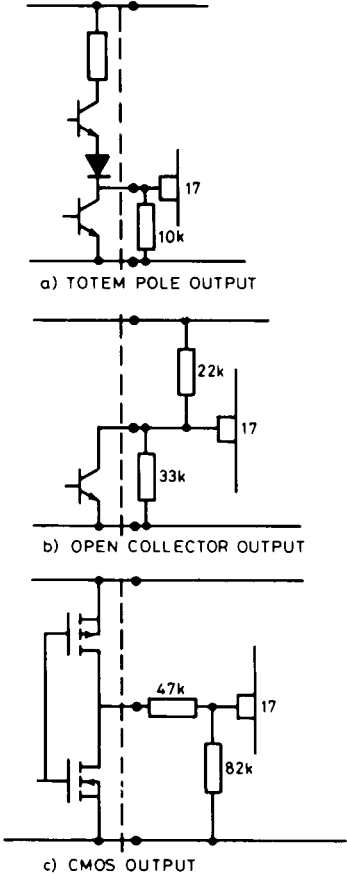 17
10k
a) TOTEM POLE OUTPUT
22k
17
33k
b) OPEN COLLECTOR OUTPUT
47k
17
82k
c) CMOS OUTPUT